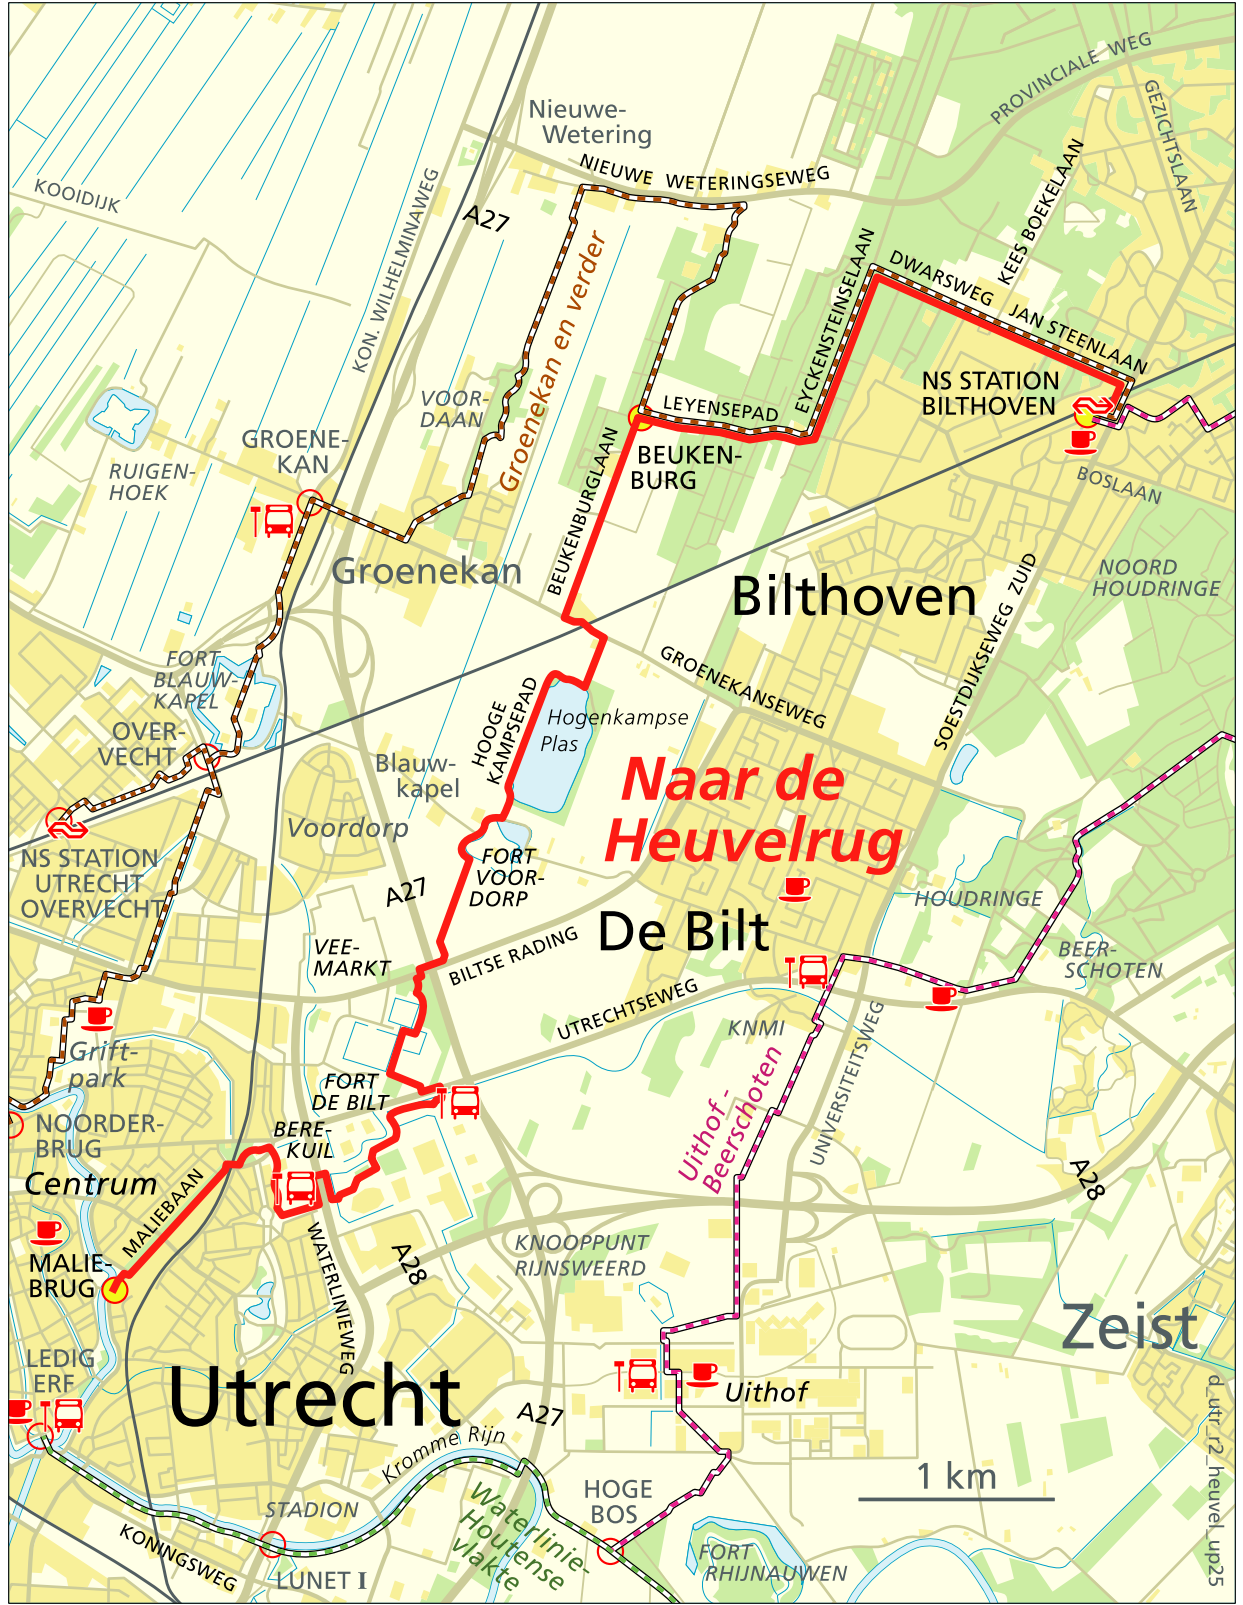 PROVINCIALE WEG
GEZICHTSLAAN
Nieuwe-
Wetering
NIEUWE WETERINGSEWEG
KOOIJDIJK
KON. WILHELMINAWEG
A27
KEES BOEKELAAN
Groenekan en verder
EYCKENSTEINSELAAN
DWARSWEG
JAN STEENLAAN
NS STATION
BILTHOVEN
VOOR-
DAAN
LEYENSEPAD
GROENE-
KAN
RUIGEN-
HOEK
BEUKEN-
BURG
BEUKENBURGLAAN
BOSLAAN
Groenekan
Bilthoven
NOORD
HOUDRINGE
SOESTDIJKSEWEG ZUID
FORT
BLAUW-
KAPEL
GROENEKANSEWEG
OVER-
VECHT
HOOGE
KAMPSEPAD
Hogenkampse
Plas
Blauw-
kapel
Naar de
Heuvelrug
Voordorp
NS STATION
UTRECHT
OVERVECHT
FORT
VOOR-
DORP
A27
HOUDRINGE
De Bilt
VEE-
MARKT
BILTSE RADING
BEER-
SCHOTEN
UTRECHTSEWEG
KNMI
UNIVERSITEITSWEG
Grift-
park
FORT
DE BILT
Uithof -
Beerschoten
NOORDER-
BRUG
BERE-
KUIL
Centrum
MALIEBAAN
A28
MALIE-
BRUG
WATERLINIEWEG
A28
KNOOPPUNT
RIJNSWEERD
Zeist
LEDIG
ERF
Utrecht
Uithof
A27
Kromme Rijn
1 km
STADION
HOGE
BOS
Waterlinie-
Houtense
vlakte
KONINGSWEG
LUNET I
FORT
RHIJNAUWEN
d_utr_r2_heuvel_up25